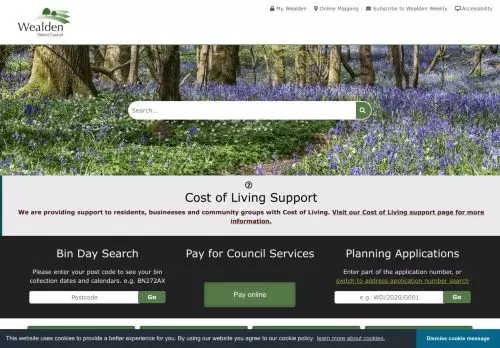 My Wealden
Online Mapping
Subscribe to Wealden Weekly
Accessibility
Wealden
District Council
Search...
Cost of Living Support
We are providing support to residents, businesses and community groups with Cost of Living. Visit our Cost of Living support page for more
information.
Bin Day Search
Please enter your post code to see your bin
collection dates and calendars. e.g. BN272AX
Postcode
Go
Pay for Council Services
Pay online
Planning Applications
Enter part of the application number, or
switch to address application number search
e.g. WD/2020/0001
Go
This website uses cookies to provide a better experience for you. By using our website you agree to our cookie policy. learn more about cookies.
Dismiss cookie message